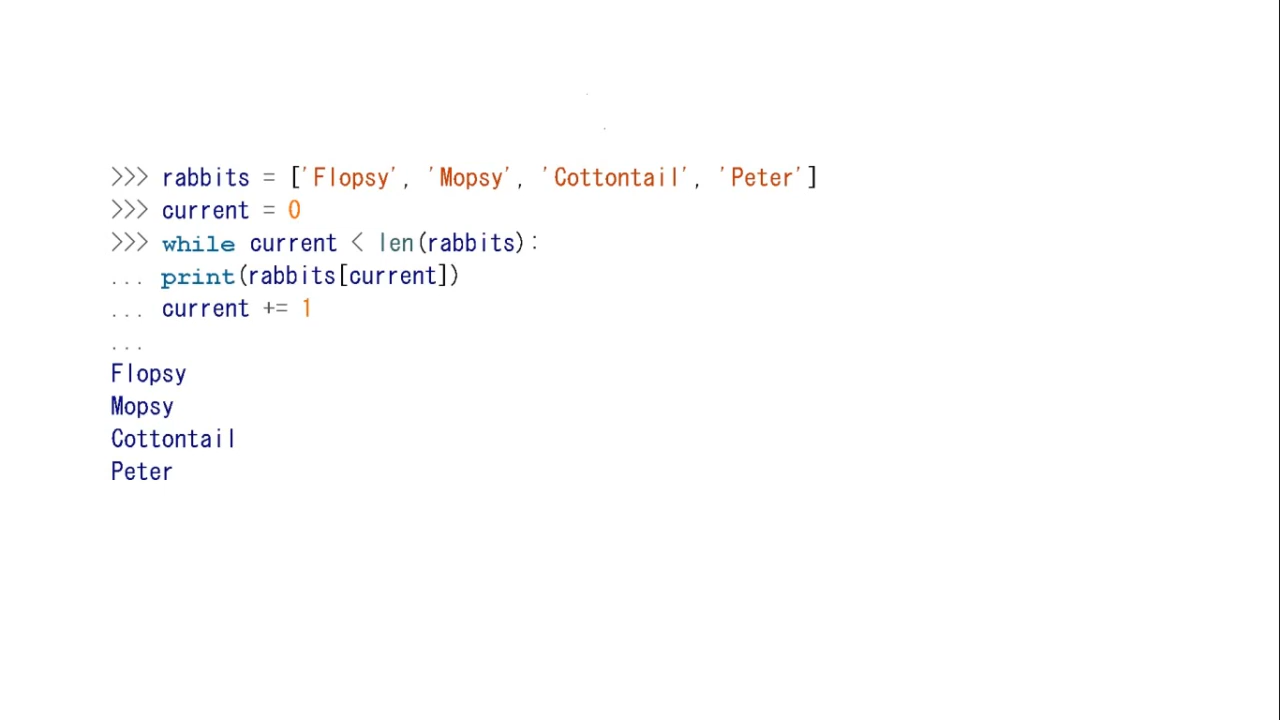 >>> rabbits = ['Flopsy', 'Mopsy', 'Cottontail', 'Peter']
>>> current = 0
>>> while current < len(rabbits):
... print(rabbits[current])
... current += 1
...
Flopsy
Mopsy
Cottontail
Peter